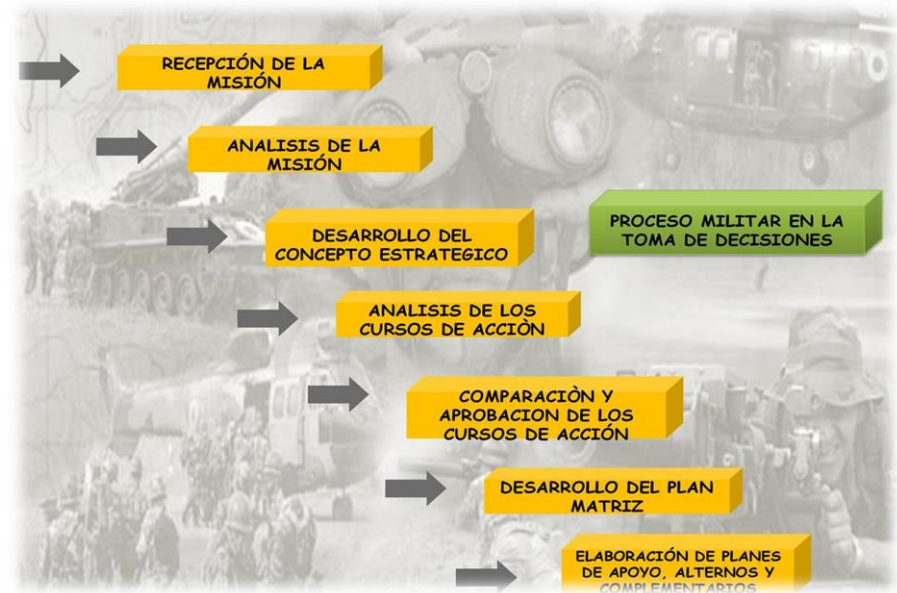 RECEPCIÓN DE LA
MISIÓN
ANALISIS DE LA
MISIÓN
DESARROLLO DEL
CONCEPTO ESTRATEGICO
PROCESO MILITAR EN LA
TOMA DE DECISIONES
ANALISIS DE LOS
CURSOS DE ACCIÒN
COMPARACIÒN Y
APROBACION DE LOS
CURSOS DE ACCIÓN
DESARROLLO DEL PLAN
MATRIZ
ELABORACIÓN DE PLANES
DE APOYO, ALTERNOS Y
COMPLEMENTARIOS